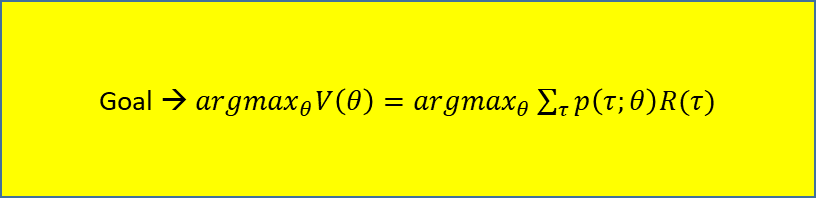 Goal → argmax_θ V(θ) = argmax_θ ∑_τ p(τ; θ)R(τ)